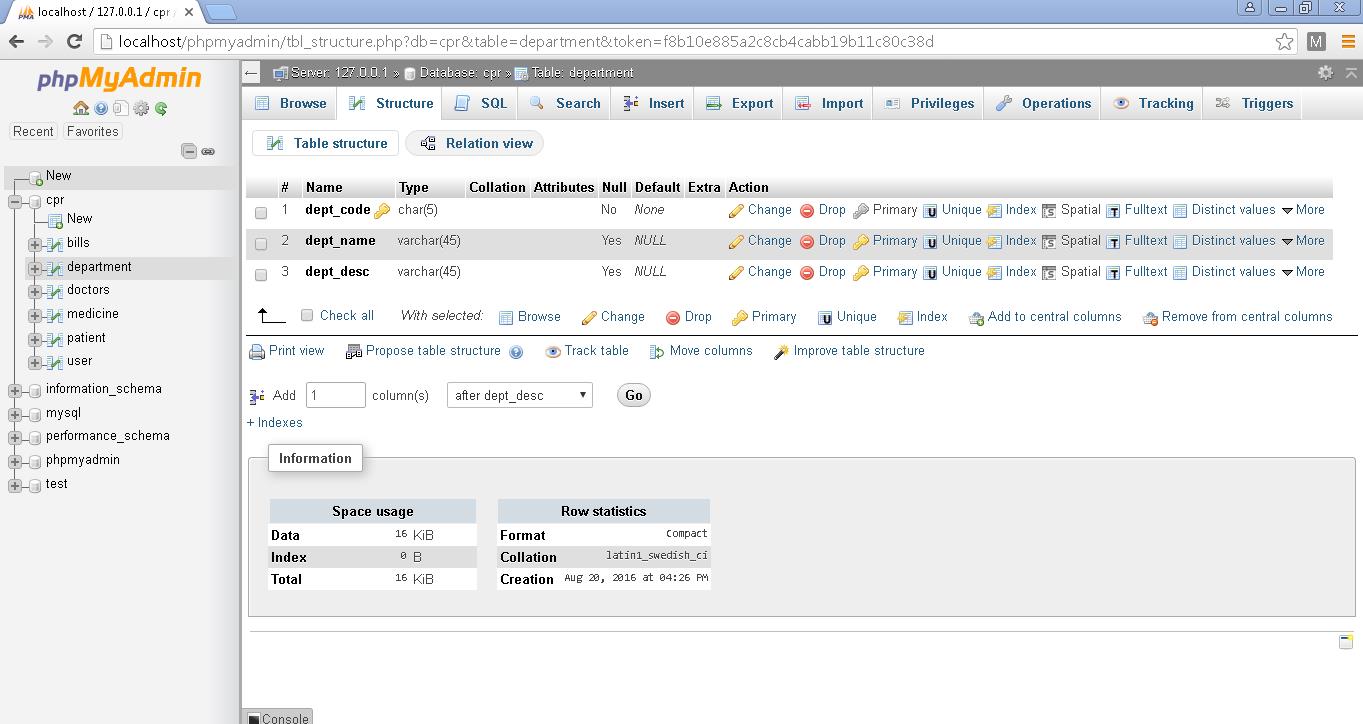 localhost / 127.0.0.1 / cpr /
localhost/phpmyadmin/tbl_structure.php?db=cpr&table=department&token=f8b10e885a2c8cb4cabb19b11c80c38d
M
PMA
phpMyAdmin
Recent Favorites
New
cpr
New
bills
department
doctors
medicine
patient
user
information_schema
mysql
performance_schema
phpmyadmin
test
Server: 127.0.0.1 » Database: cpr » Table: department
Browse Structure SQL Search Insert Export Import Privileges Operations Tracking Triggers
Table structure Relation view
# Name Type Collation Attributes Null Default Extra Action
1 dept_code char(5) No None Change Drop Primary Unique Index Spatial Fulltext Distinct values More
2 dept_name varchar(45) Yes NULL Change Drop Primary Unique Index Spatial Fulltext Distinct values More
3 dept_desc varchar(45) Yes NULL Change Drop Primary Unique Index Spatial Fulltext Distinct values More
Check all With selected: Browse Change Drop Primary Unique Index Add to central columns Remove from central columns
Print view Propose table structure Track table Move columns Improve table structure
Add 1 column(s) after dept_desc Go
+ Indexes
Information
Space usage
Data 16 KiB
Index 0 B
Total 16 KiB
Row statistics
Format Compact
Collation latin1_swedish_ci
Creation Aug 20, 2016 at 04:26 PM
Console